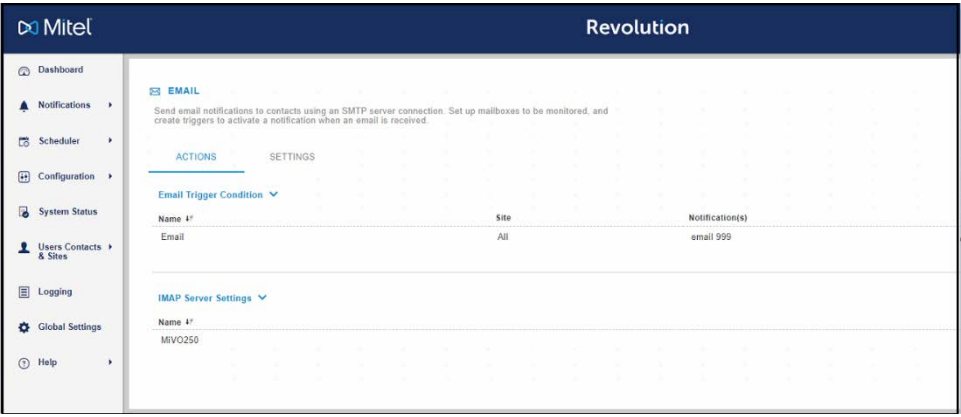 Mitel
Revolution
Dashboard
Notifications
Scheduler
Configuration
System Status
Users Contacts
& Sites
Logging
Global Settings
Help
EMAIL
Send email notifications to contacts using an SMTP server connection. Set up mailboxes to be monitored, and
create triggers to activate a notification when an email is received.
ACTIONS SETTINGS
Email Trigger Condition
Name Site Notification(s)
Email All email 999
IMAP Server Settings
Name
MiVO250